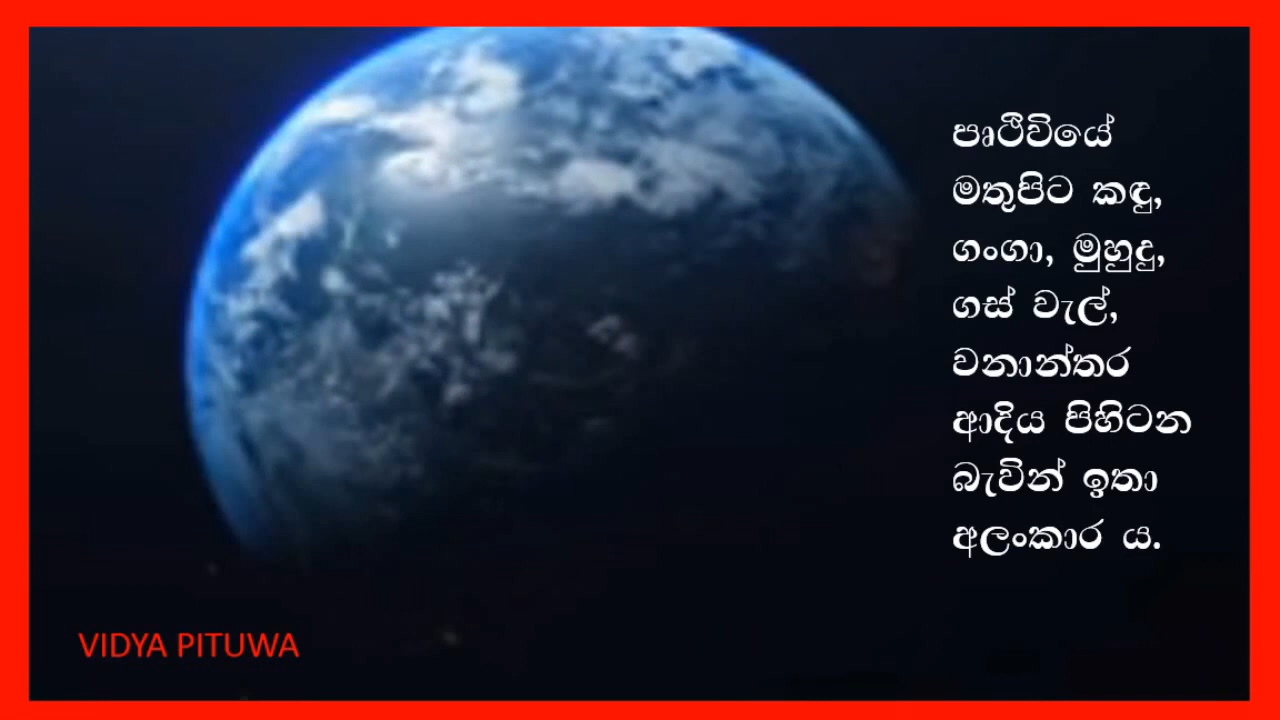 පෘථිවියේ
මතුපිට කඳු,
ගංගා, මුහුදු,
ගස් වැල්,
වනාන්තර
ආදිය පිහිටන
බැවින් ඉතා
අලංකාර ය.
VIDYA PITUWA